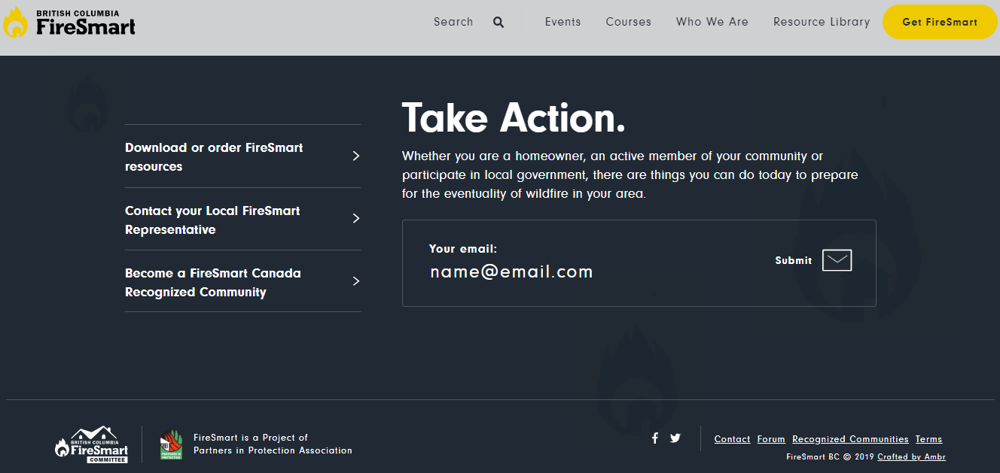 BRITISH COLUMBIA
FireSmart
Search
Events
Courses
Who We Are
Resource Library
Get FireSmart
Download or order FireSmart
resources
Contact your Local FireSmart
Representative
Become a FireSmart Canada
Recognized Community
Take Action.
Whether you are a homeowner, an active member of your community or
participate in local government, there are things you can do today to prepare
for the eventuality of wildfire in your area.
Your email:
name@email.com
Submit
BRITISH COLUMBIA
FireSmart
COMMITTEE
PARTNERS IN
PROTECTION
FireSmart is a Project of
Partners in Protection Association
Contact Forum Recognized Communities Terms
FireSmart BC © 2019 Crafted by Ambr